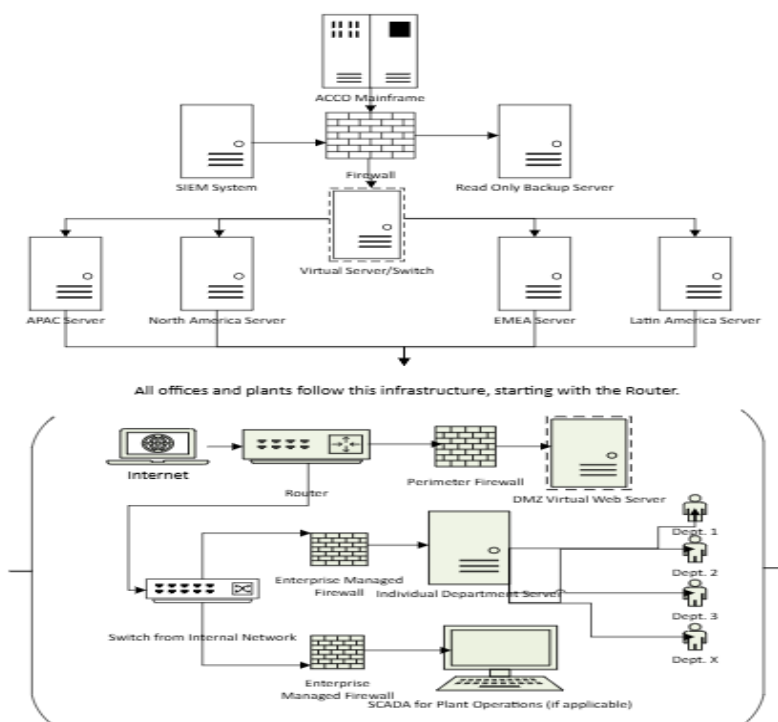 ACCO Mainframe
SIEM System
Firewall
Read Only Backup Server
Virtual Server/Switch
APAC Server
North America Server
EMEA Server
Latin America Server
All offices and plants follow this infrastructure, starting with the Router.
Internet
Router
Perimeter Firewall
DMZ Virtual Web Server
Dept. 1
Dept. 2
Dept. 3
Dept. X
Enterprise Managed
Firewall
Individual Department Server
Switch from Internal Network
Enterprise
Managed Firewall
SCADA for Plant Operations (if applicable)